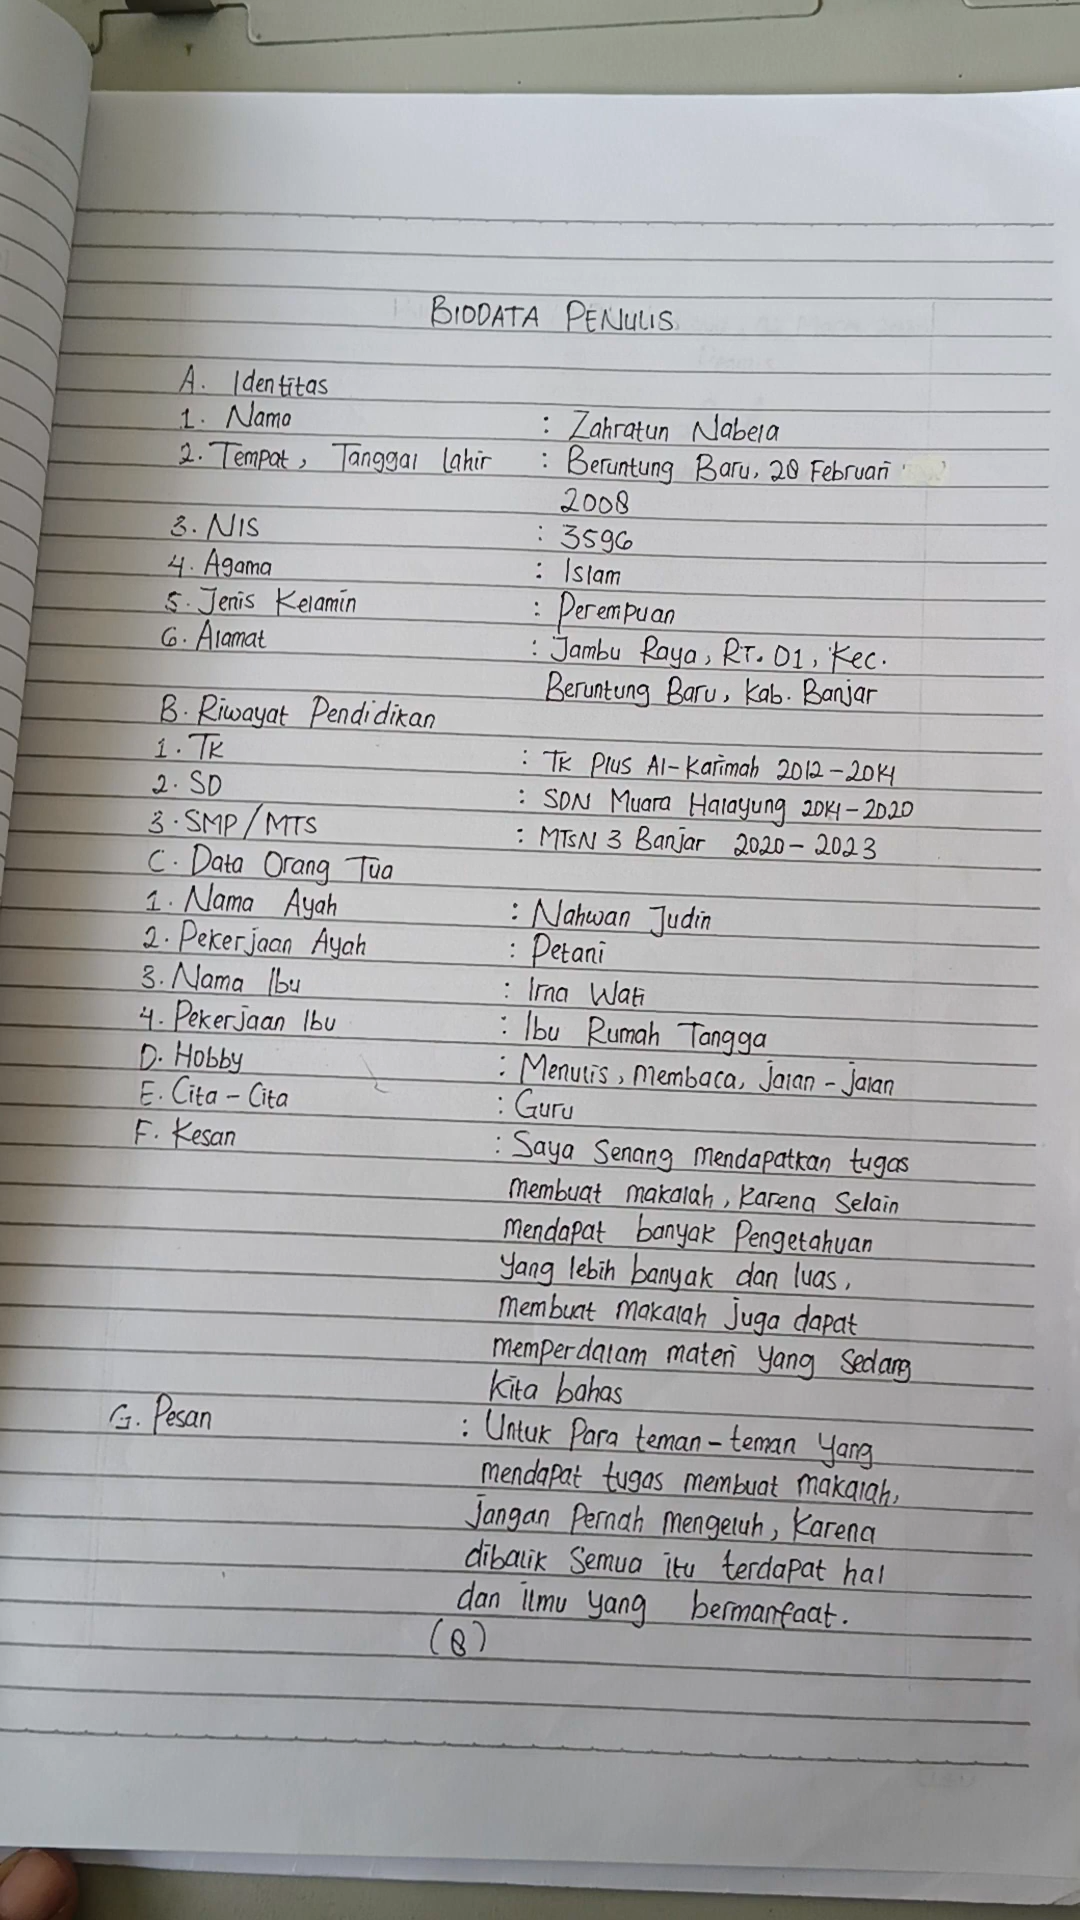 BIODATA PENULIS
A. Identitas
1. Nama : Zahratun Nabela
2. Tempat, Tanggal lahir : Beruntung Baru, 28 Februari
2008
3. NIS : 3596
4. Agama : Islam
5. Jenis Kelamin : Perempuan
6. Alamat : Jambu Raya, RT. 01, Kec.
Beruntung Baru, Kab. Banjar
B. Riwayat Pendidikan
1. TK : TK Plus Al-Karimah 2012-2014
2. SD : SDN Muara Halayung 2014-2020
3. SMP/MTS : MTSN 3 Banjar 2020-2023
C. Data Orang Tua
1. Nama Ayah : Nahwan Judin
2. Pekerjaan Ayah : Petani
3. Nama Ibu : Irna Wati
4. Pekerjaan Ibu : Ibu Rumah Tangga
D. Hobby : Menulis, membaca, jalan-jalan
E. Cita-Cita : Guru
F. Kesan : Saya Senang mendapatkan tugas
membuat makalah, karena selain
mendapat banyak Pengetahuan
Yang lebih banyak dan luas,
membuat makalah juga dapat
memperdalam materi yang sedang
kita bahas
G. Pesan : Untuk Para teman-teman yang
mendapat tugas membuat makalah,
jangan Pernah mengeluh, karena
dibalik semua itu terdapat hal
dan ilmu yang bermanfaat.
(8)